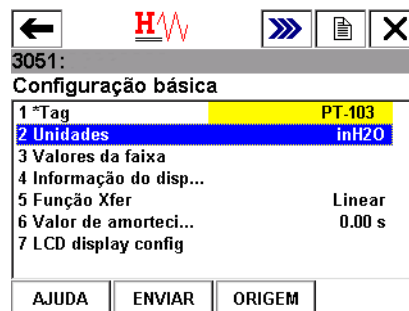 H
3051:
Configuração básica
1 *Tag PT-103
2 Unidades inH2O
3 Valores da faixa
4 Informação do disp...
5 Função Xfer Linear
6 Valor de amorteci... 0.00 s
7 LCD display config
AJUDA ENVIAR ORIGEM